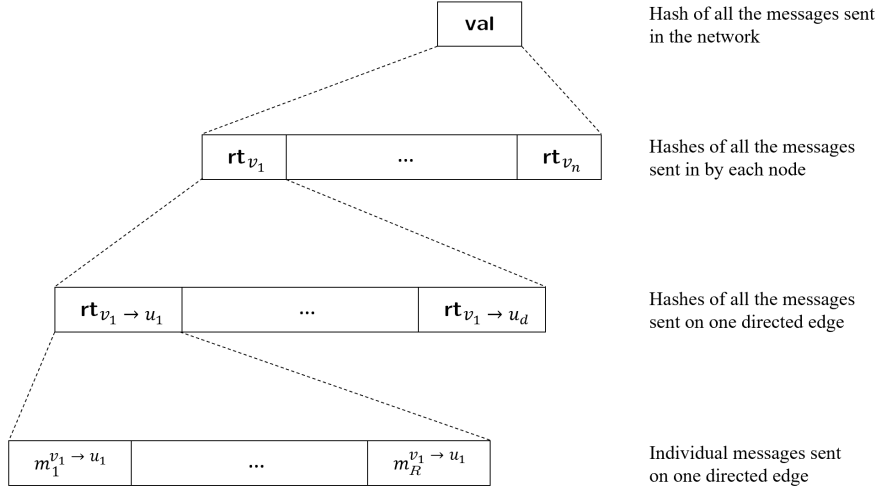 val
Hash of all the messages sent
in the network
rt_{v_1} ... rt_{v_n}
Hashes of all the messages
sent in by each node
rt_{v_1 → u_1} ... rt_{v_1 → u_d}
Hashes of all the messages
sent on one directed edge
m_1^{v_1 → u_1} ... m_R^{v_1 → u_1}
Individual messages sent
on one directed edge